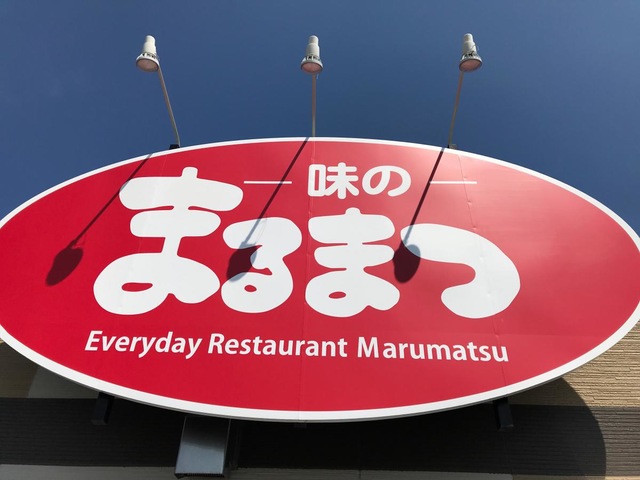 味の
まるまつ
Everyday Restaurant Marumatsu